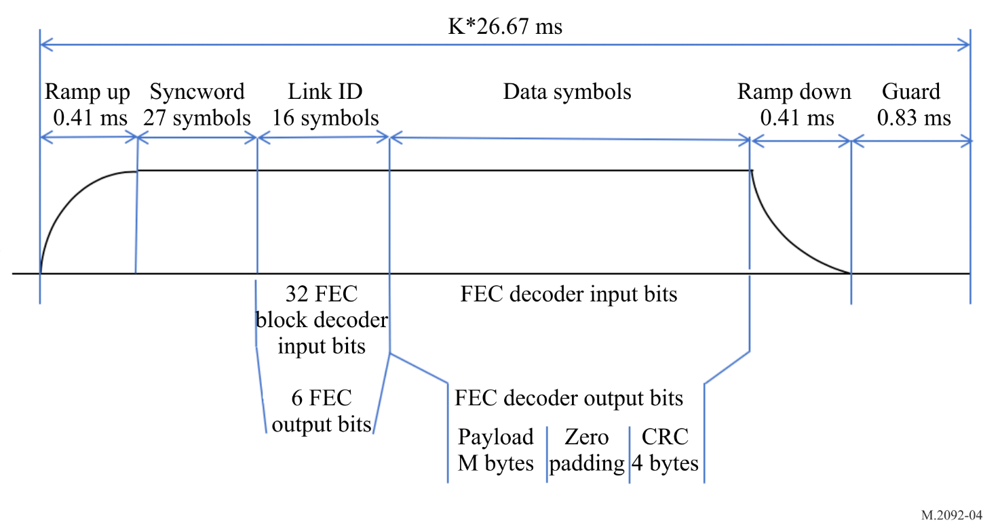 K*26.67 ms
Ramp up Syncword Link ID Data symbols Ramp down Guard
0.41 ms 27 symbols 16 symbols 0.41 ms 0.83 ms
32 FEC FEC decoder input bits
block decoder
input bits
6 FEC FEC decoder output bits
output bits
Payload Zero CRC
M bytes padding 4 bytes
M.2092-04